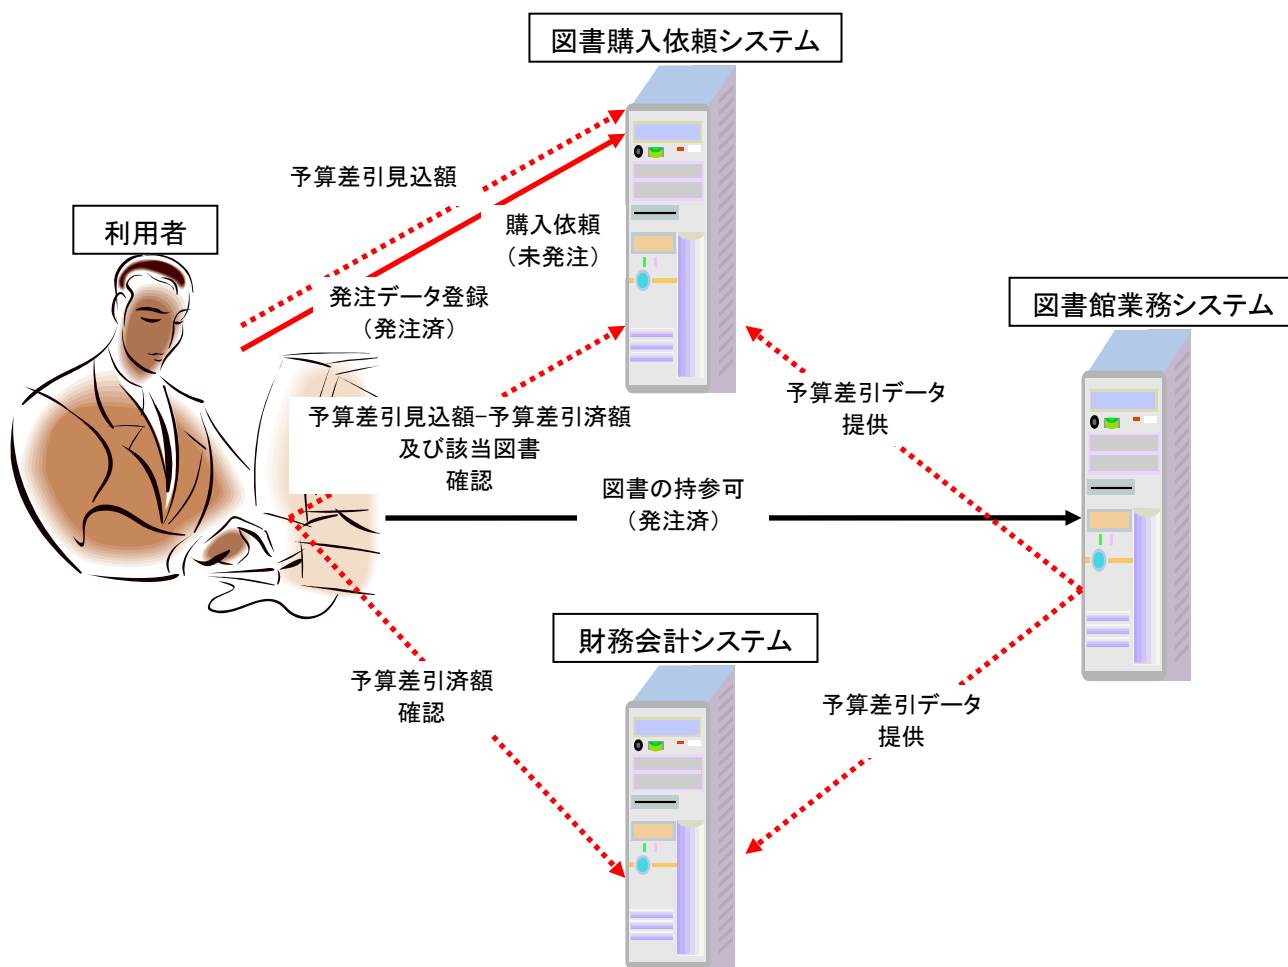 図書購入依頼システム
予算差引見込額
利用者
購入依頼
（未発注）
発注データ登録
（発注済）
図書館業務システム
予算差引見込額−予算差引済額
及び該当図書
確認
予算差引データ
提供
図書の持参可
（発注済）
財務会計システム
予算差引済額
確認
予算差引データ
提供